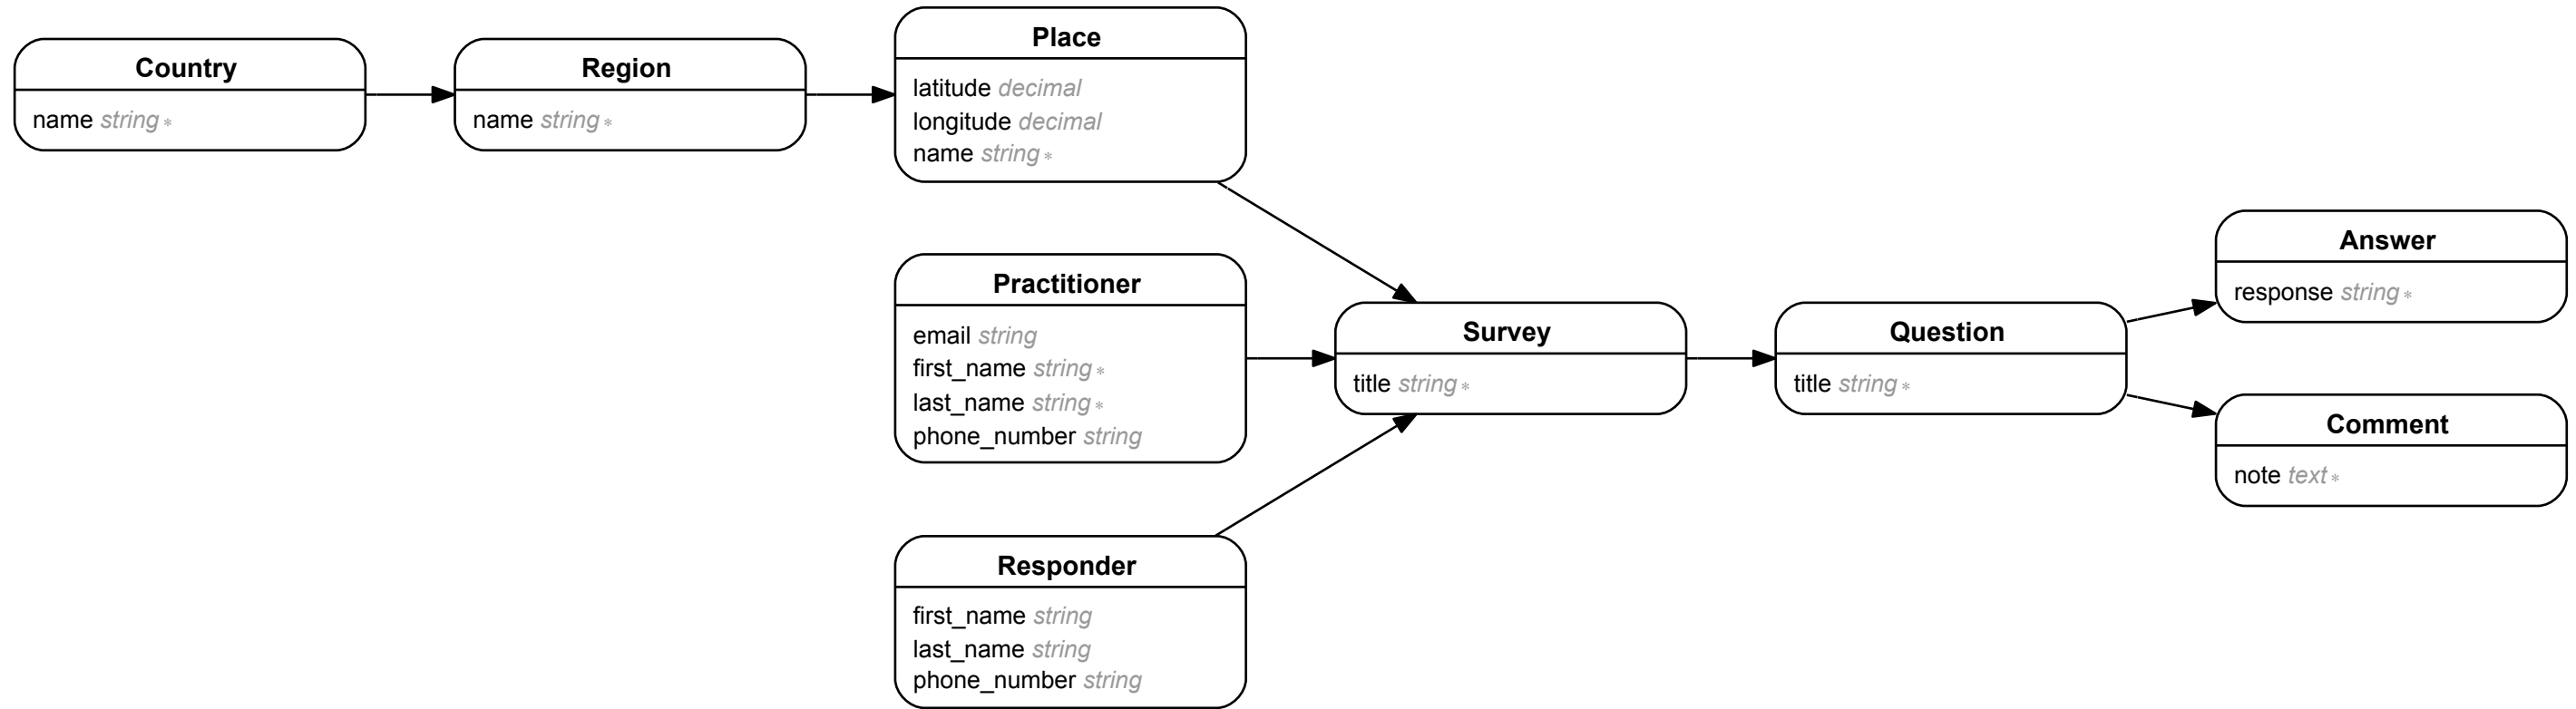 Country
name string*
Region
name string*
Place
latitude decimal
longitude decimal
name string*
Practitioner
email string
first_name string*
last_name string*
phone_number string
Responder
first_name string
last_name string
phone_number string
Survey
title string*
Question
title string*
Answer
response string*
Comment
note text*